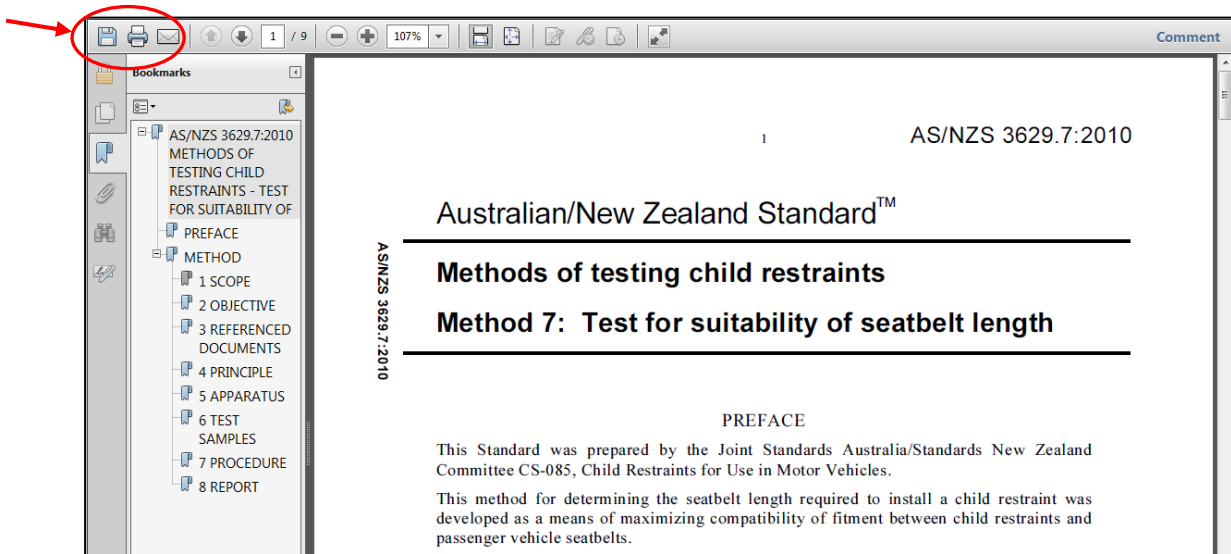 1 / 9
107%
Comment
Bookmarks
AS/NZS 3629.7:2010
METHODS OF
TESTING CHILD
RESTRAINTS - TEST
FOR SUITABILITY OF
PREFACE
METHOD
1 SCOPE
2 OBJECTIVE
3 REFERENCED
DOCUMENTS
4 PRINCIPLE
5 APPARATUS
6 TEST
SAMPLES
7 PROCEDURE
8 REPORT
1
AS/NZS 3629.7:2010
Australian/New Zealand Standard™
AS/NZS 3629.7:2010
Methods of testing child restraints
Method 7: Test for suitability of seatbelt length
PREFACE
This Standard was prepared by the Joint Standards Australia/Standards New Zealand
Committee CS-085, Child Restraints for Use in Motor Vehicles.
This method for determining the seatbelt length required to install a child restraint was
developed as a means of maximizing compatibility of fitment between child restraints and
passenger vehicle seatbelts.